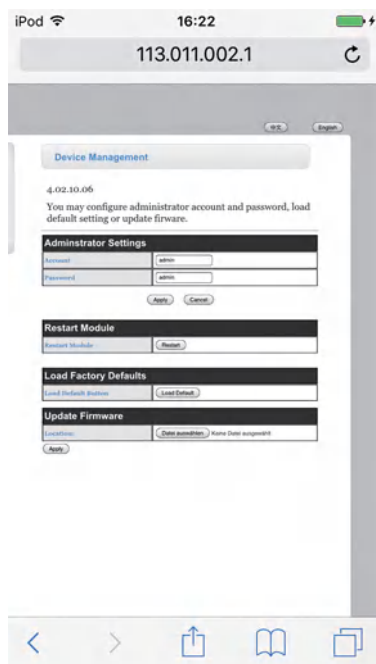 iPod 16:22
113.011.002.1
中文 English
Device Management
4.02.10.06
You may configure administrator account and password, load
default setting or update firware.
Adminstrator Settings
Account admin
Password admin
Apply Cancel
Restart Module
Restart Module Restart
Load Factory Defaults
Load Default Button Load Default
Update Firmware
Location: Datei auswählen Keine Datei ausgewählt
Apply